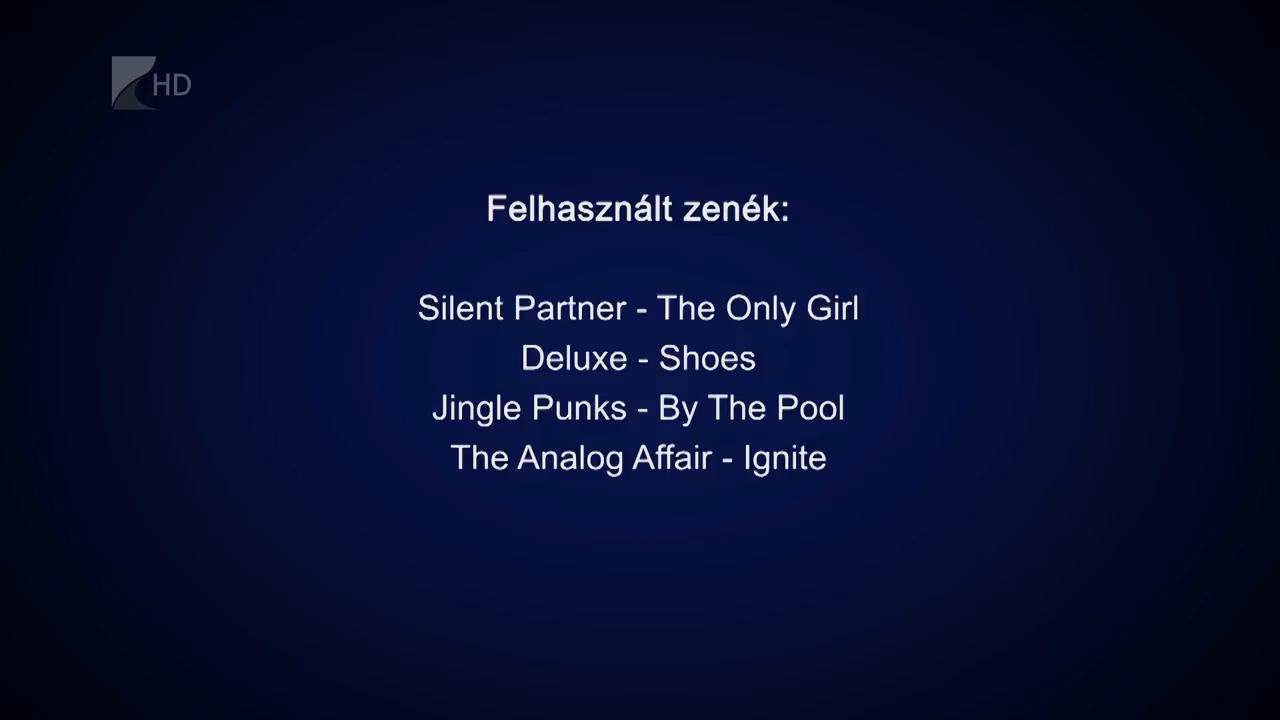 HD
Felhasznált zenék:
Silent Partner - The Only Girl
Deluxe - Shoes
Jingle Punks - By The Pool
The Analog Affair - Ignite